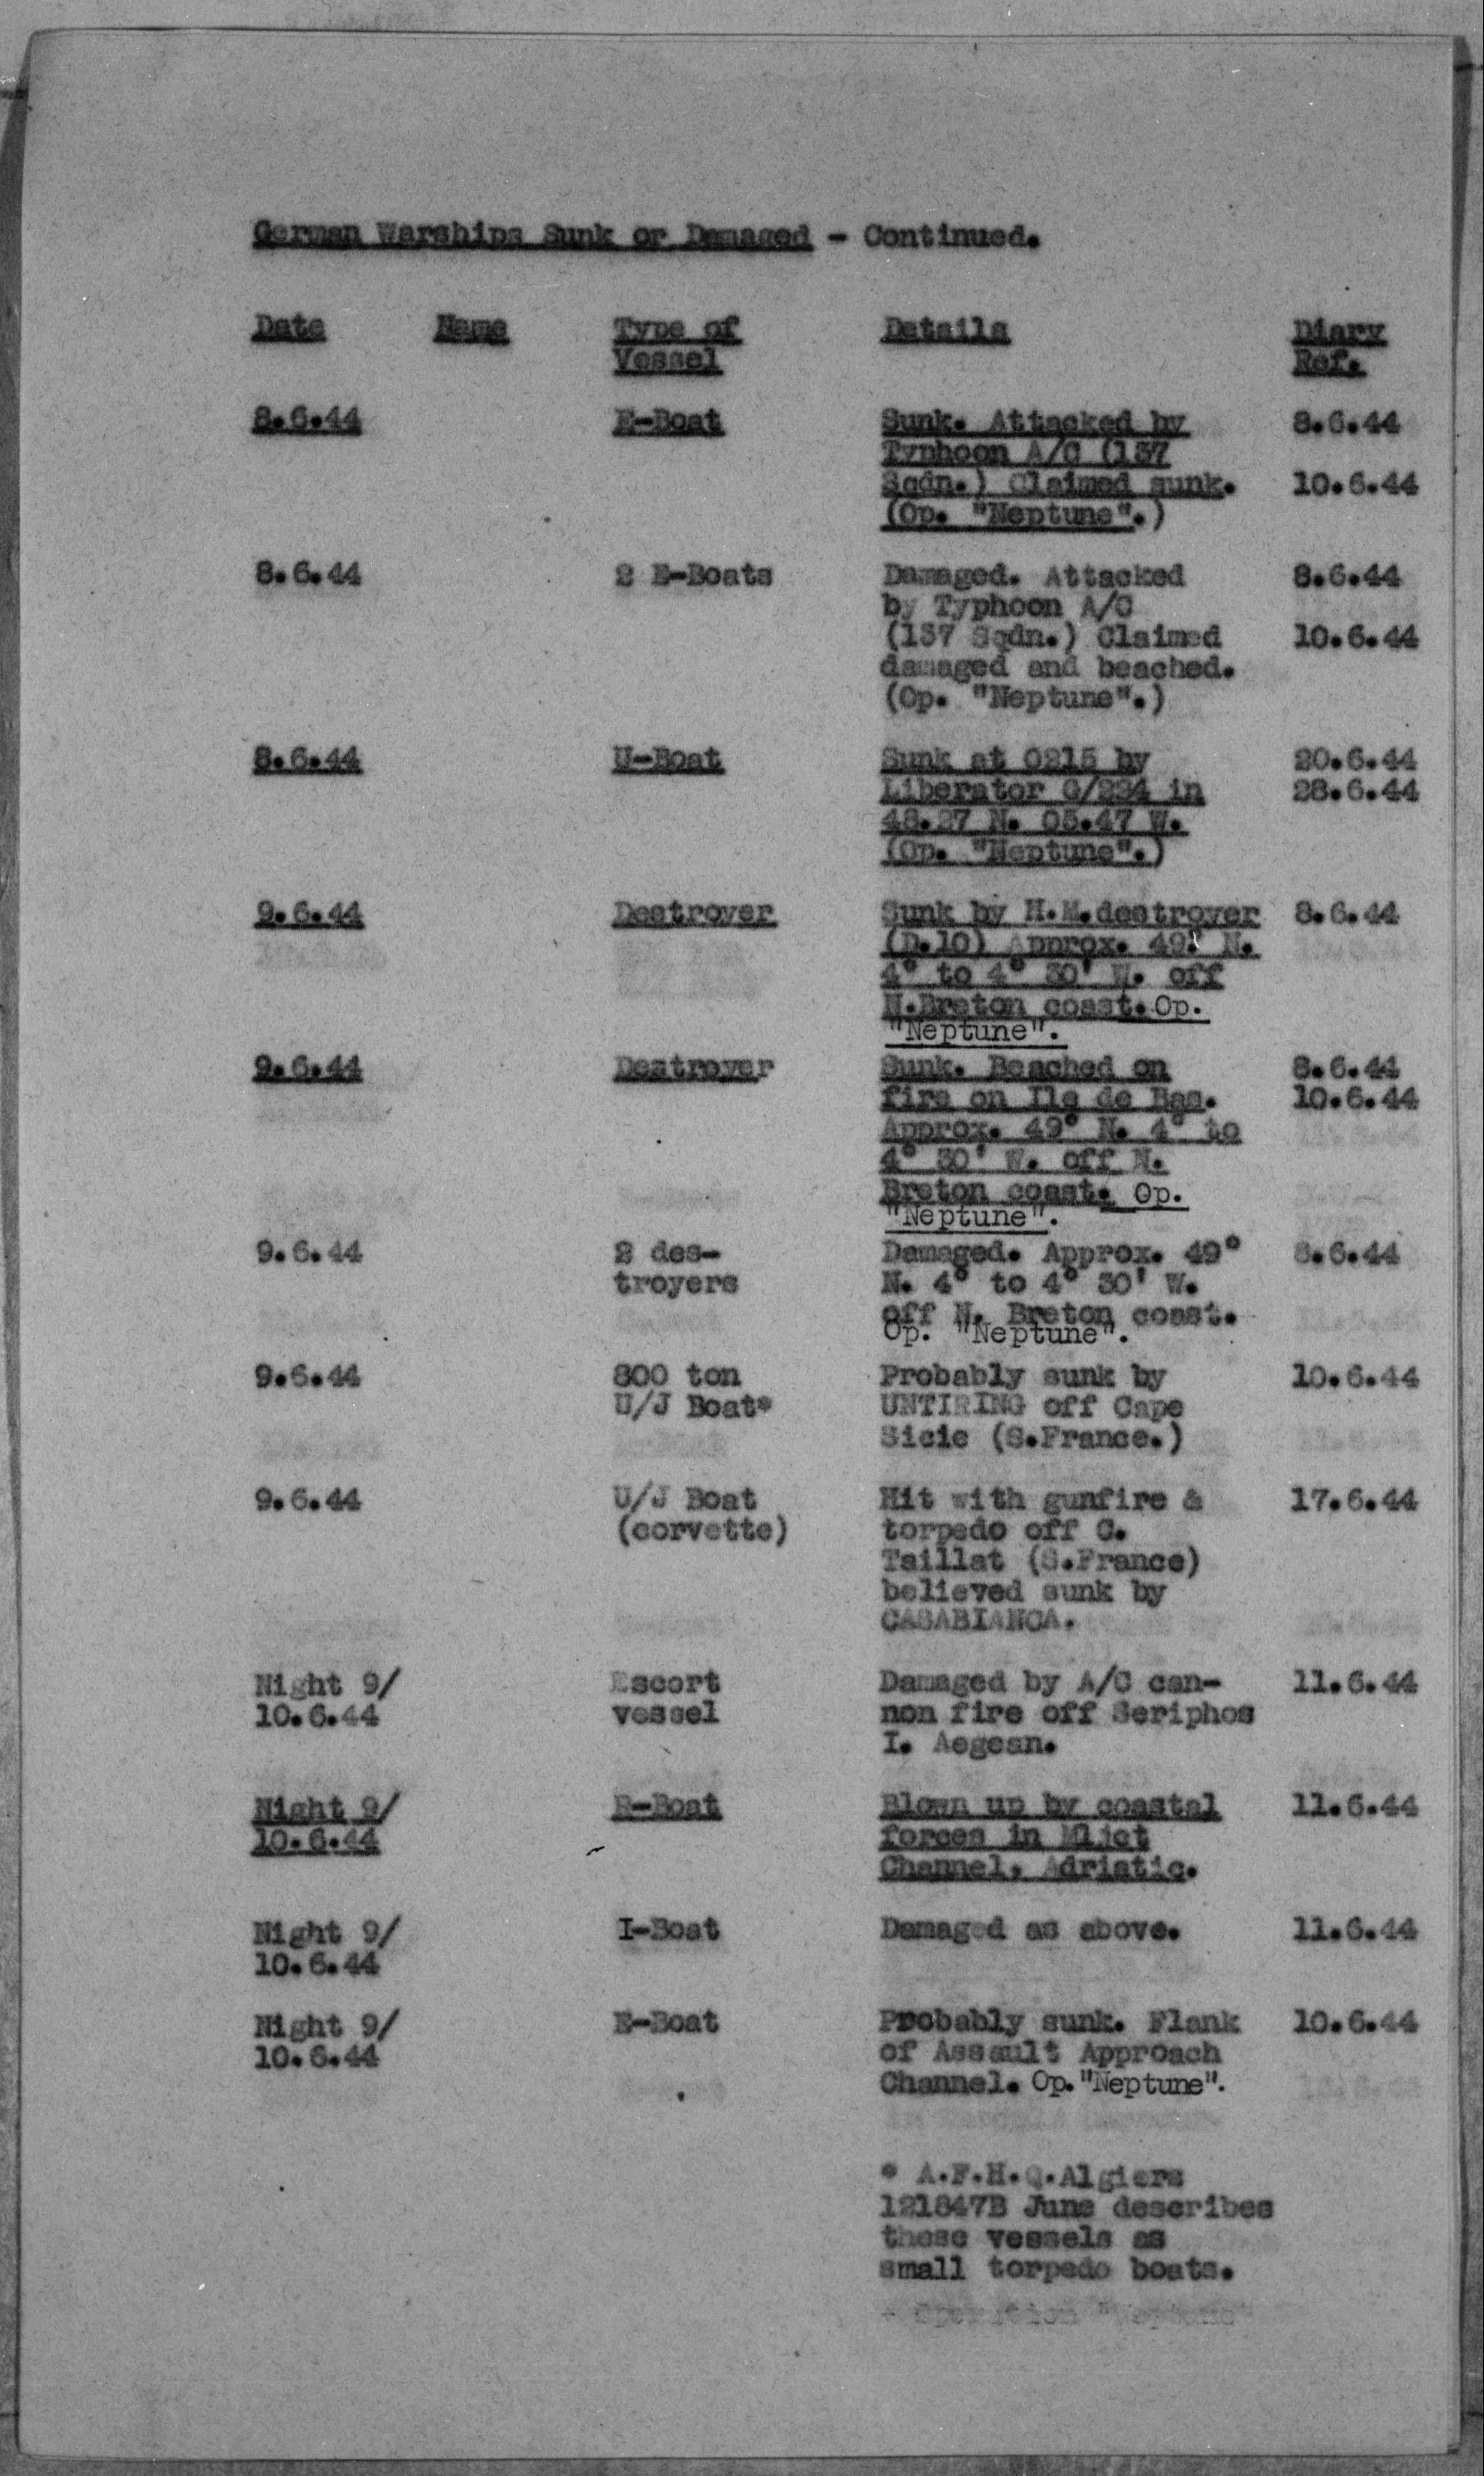 German Warships Sunk or Damaged - Continued.
Date Name Type of Details Diary
Vessel Ref.
8.6.44 E-Boat Sunk. Attacked by 8.6.44
Typhoon A/C (137
Sqdn.) Claimed sunk. 10.6.44
(Op. "Neptune".)
8.6.44 2 E-Boats Damaged. Attacked 8.6.44
by Typhoon A/C
(137 Sqdn.) Claimed 10.6.44
damaged and beached.
(Op. "Neptune".)
8.6.44 U-Boat Sunk at 0215 by 20.6.44
Liberator G/224 in 28.6.44
48.27 N. 05.47 W.
(Op. "Neptune".)
9.6.44 Destroyer Sunk by H.M.destroyer 8.6.44
(D.10) Approx. 49° N.
4° to 4° 30' W. off
N.Breton coast. Op.
"Neptune".
9.6.44 Destroyer Sunk. Beached on 8.6.44
fire on Ile de Bas. 10.6.44
Approx. 49° N. 4° to
4° 30' W. off N.
Breton coast. Op.
"Neptune".
9.6.44 2 des- Damaged. Approx. 49° 8.6.44
troyers N. 4° to 4° 30' W.
off N. Breton coast.
Op. "Neptune".
9.6.44 800 ton Probably sunk by 10.6.44
U/J Boat* UNTIRING off Cape
Sicie (S.France.)
9.6.44 U/J Boat Hit with gunfire & 17.6.44
(corvette) torpedo off C.
Taillat (S.France)
believed sunk by
CASABIANCA.
Night 9/ Escort Damaged by A/C can- 11.6.44
10.6.44 vessel non fire off Seriphos
I. Aegean.
Night 9/ E-Boat Blown up by coastal 11.6.44
10.6.44 forces in Mljet
Channel, Adriatic.
Night 9/ I-Boat Damaged as above. 11.6.44
10.6.44
Night 9/ E-Boat Probably sunk. Flank 10.6.44
10.6.44 of Assault Approach
Channel. Op. "Neptune".
* A.F.H.Q.Algiers
121847B June describes
these vessels as
small torpedo boats.